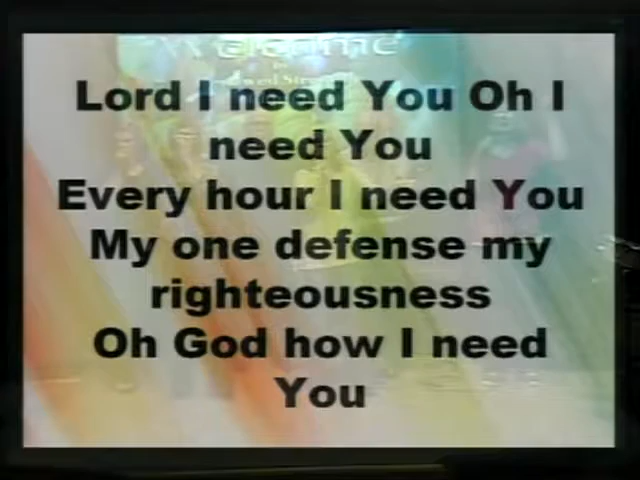 Welcome
Lord I need You Oh I
need You
Every hour I need You
My one defense my
righteousness
Oh God how I need
You